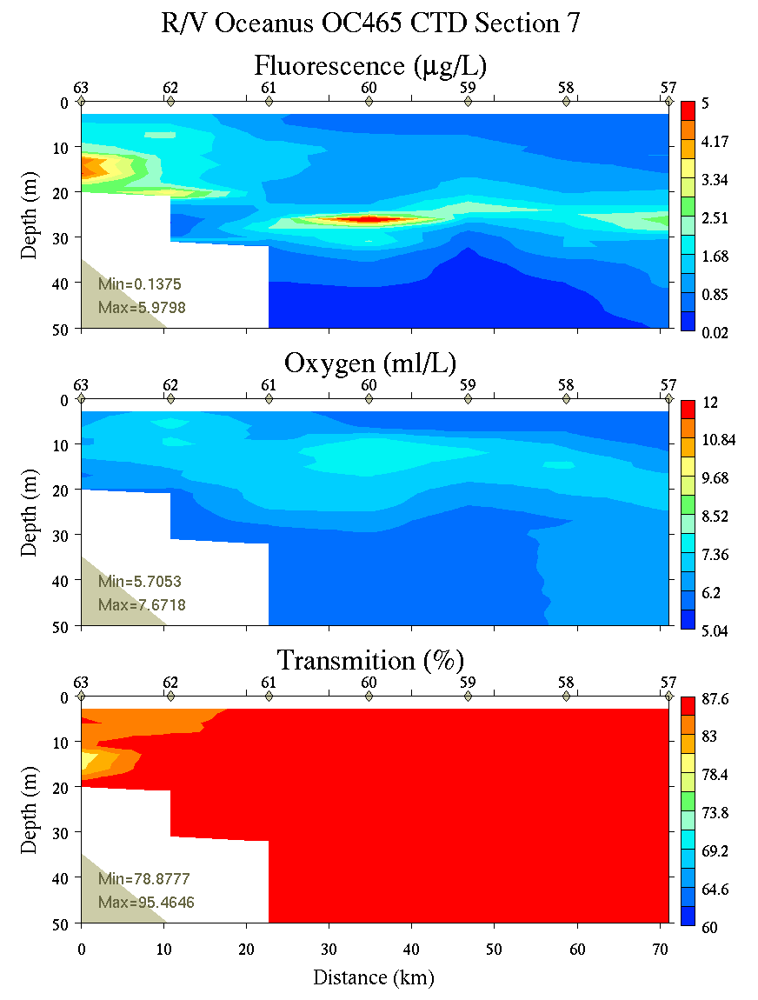 R/V Oceanus OC465 CTD Section 7
Fluorescence (μg/L)
63 62 61 60 59 58 57
0
10
20
30
40
50
Depth (m)
Min=0.1375
Max=5.9798
5
4.17
3.34
2.51
1.68
0.85
0.02
Oxygen (ml/L)
63 62 61 60 59 58 57
0
10
20
30
40
50
Depth (m)
Min=5.7053
Max=7.6718
12
10.84
9.68
8.52
7.36
6.2
5.04
Transmition (%)
63 62 61 60 59 58 57
0
10
20
30
40
50
Depth (m)
Min=78.8777
Max=95.4646
87.6
83
78.4
73.8
69.2
64.6
60
0 10 20 30 40 50 60 70
Distance (km)